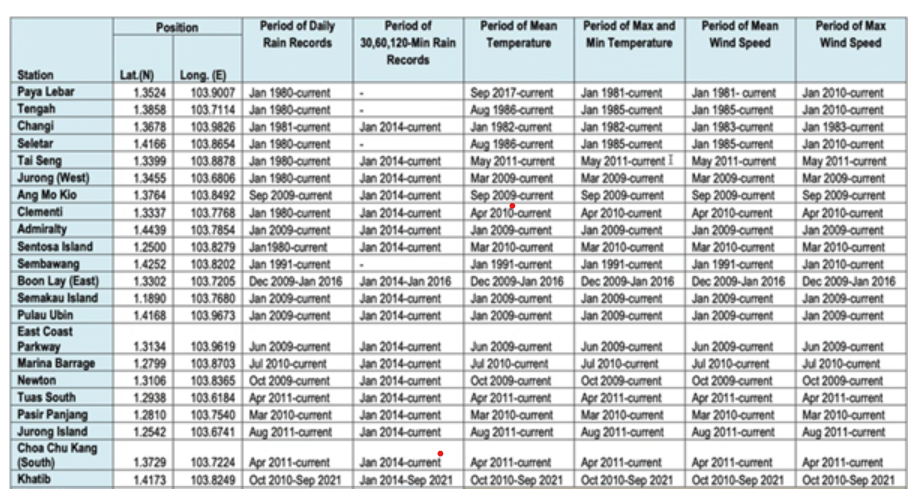 Position
Period of Daily Rain Records
Period of 30,60,120-Min Rain Records
Period of Mean Temperature
Period of Max and Min Temperature
Period of Mean Wind Speed
Period of Max Wind Speed
Station Lat.(N) Long. (E)
Paya Lebar 1.3524 103.9007 Jan 1980-current - Sep 2017-current Jan 1981-current Jan 1981- current Jan 2010-current
Tengah 1.3858 103.7114 Jan 1980-current - Aug 1986-current Jan 1985-current Jan 1985-current Jan 2010-current
Changi 1.3678 103.9826 Jan 1981-current Jan 2014-current Jan 1982-current Jan 1982-current Jan 1983-current Jan 1983-current
Seletar 1.4166 103.8654 Jan 1980-current - Aug 1986-current Jan 1985-current Jan 1985-current Jan 2010-current
Tai Seng 1.3399 103.8878 Jan 1980-current Jan 2014-current May 2011-current May 2011-current May 2011-current May 2011-current
Jurong (West) 1.3455 103.6806 Jan 1980-current Jan 2014-current Mar 2009-current Mar 2009-current Mar 2009-current Mar 2009-current
Ang Mo Kio 1.3764 103.8492 Sep 2009-current Jan 2014-current Sep 2009-current Sep 2009-current Sep 2009-current Sep 2009-current
Clementi 1.3337 103.7768 Jan 1980-current Jan 2014-current Apr 2010-current Apr 2010-current Apr 2010-current Apr 2010-current
Admiralty 1.4439 103.7854 Jan 2009-current Jan 2014-current Jan 2009-current Jan 2009-current Jan 2009-current Jan 2009-current
Sentosa Island 1.2500 103.8279 Jan1980-current Jan 2014-current Mar 2010-current Mar 2010-current Mar 2010-current Mar 2010-current
Sembawang 1.4252 103.8202 Jan 1991-current - Jan 1991-current Jan 1991-current Jan 1991-current Jan 2010-current
Boon Lay (East) 1.3302 103.7205 Dec 2009-Jan 2016 Jan 2014-Jan 2016 Dec 2009-Jan 2016 Dec 2009-Jan 2016 Dec 2009-Jan 2016 Dec 2009-Jan 2016
Semakau Island 1.1890 103.7680 Jan 2009-current Jan 2014-current Jan 2009-current Jan 2009-current Jan 2009-current Jan 2009-current
Pulau Ubin 1.4168 103.9673 Jan 2009-current Jan 2014-current Jan 2009-current Jan 2009-current Jan 2009-current Jan 2009-current
East Coast
Parkway 1.3134 103.9619 Jun 2009-current Jan 2014-current Jun 2009-current Jun 2009-current Jun 2009-current Jun 2009-current
Marina Barrage 1.2799 103.8703 Jul 2010-current Jan 2014-current Jul 2010-current Jul 2010-current Jul 2010-current Jul 2010-current
Newton 1.3106 103.8365 Oct 2009-current Jan 2014-current Oct 2009-current Oct 2009-current Oct 2009-current Oct 2009-current
Tuas South 1.2938 103.6184 Apr 2011-current Jan 2014-current Apr 2011-current Apr 2011-current Apr 2011-current Apr 2011-current
Pasir Panjang 1.2810 103.7540 Mar 2010-current Jan 2014-current Mar 2010-current Mar 2010-current Mar 2010-current Mar 2010-current
Jurong Island 1.2542 103.6741 Aug 2011-current Jan 2014-current Aug 2011-current Aug 2011-current Aug 2011-current Aug 2011-current
Choa Chu Kang
(South) 1.3729 103.7224 Apr 2011-current Jan 2014-current Apr 2011-current Apr 2011-current Apr 2011-current Apr 2011-current
Khatib 1.4173 103.8249 Oct 2010-Sep 2021 Jan 2014-Sep 2021 Oct 2010-Sep 2021 Oct 2010-Sep 2021 Oct 2010-Sep 2021 Oct 2010-Sep 2021